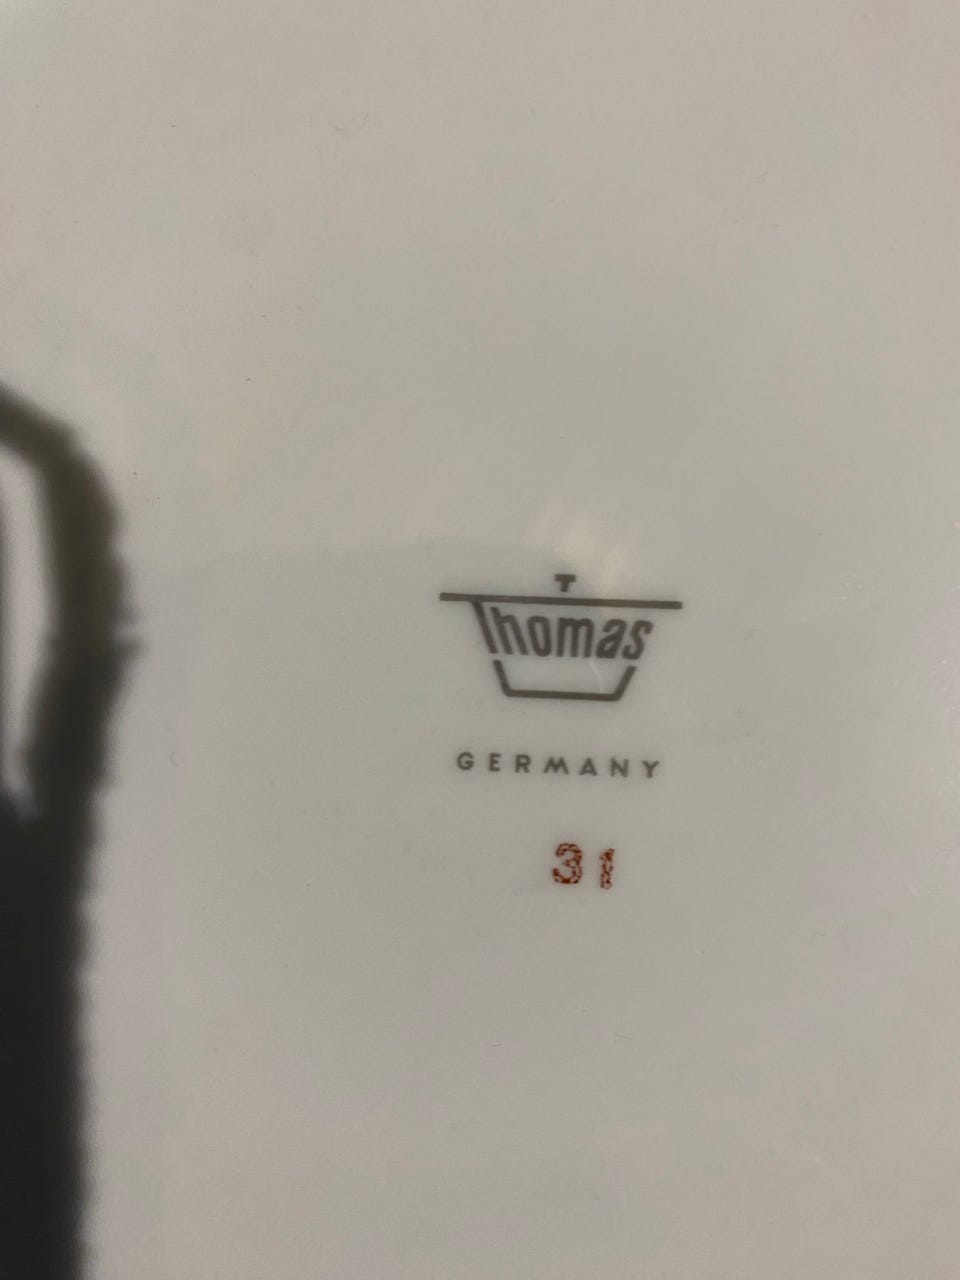 T
Thomas
GERMANY
31